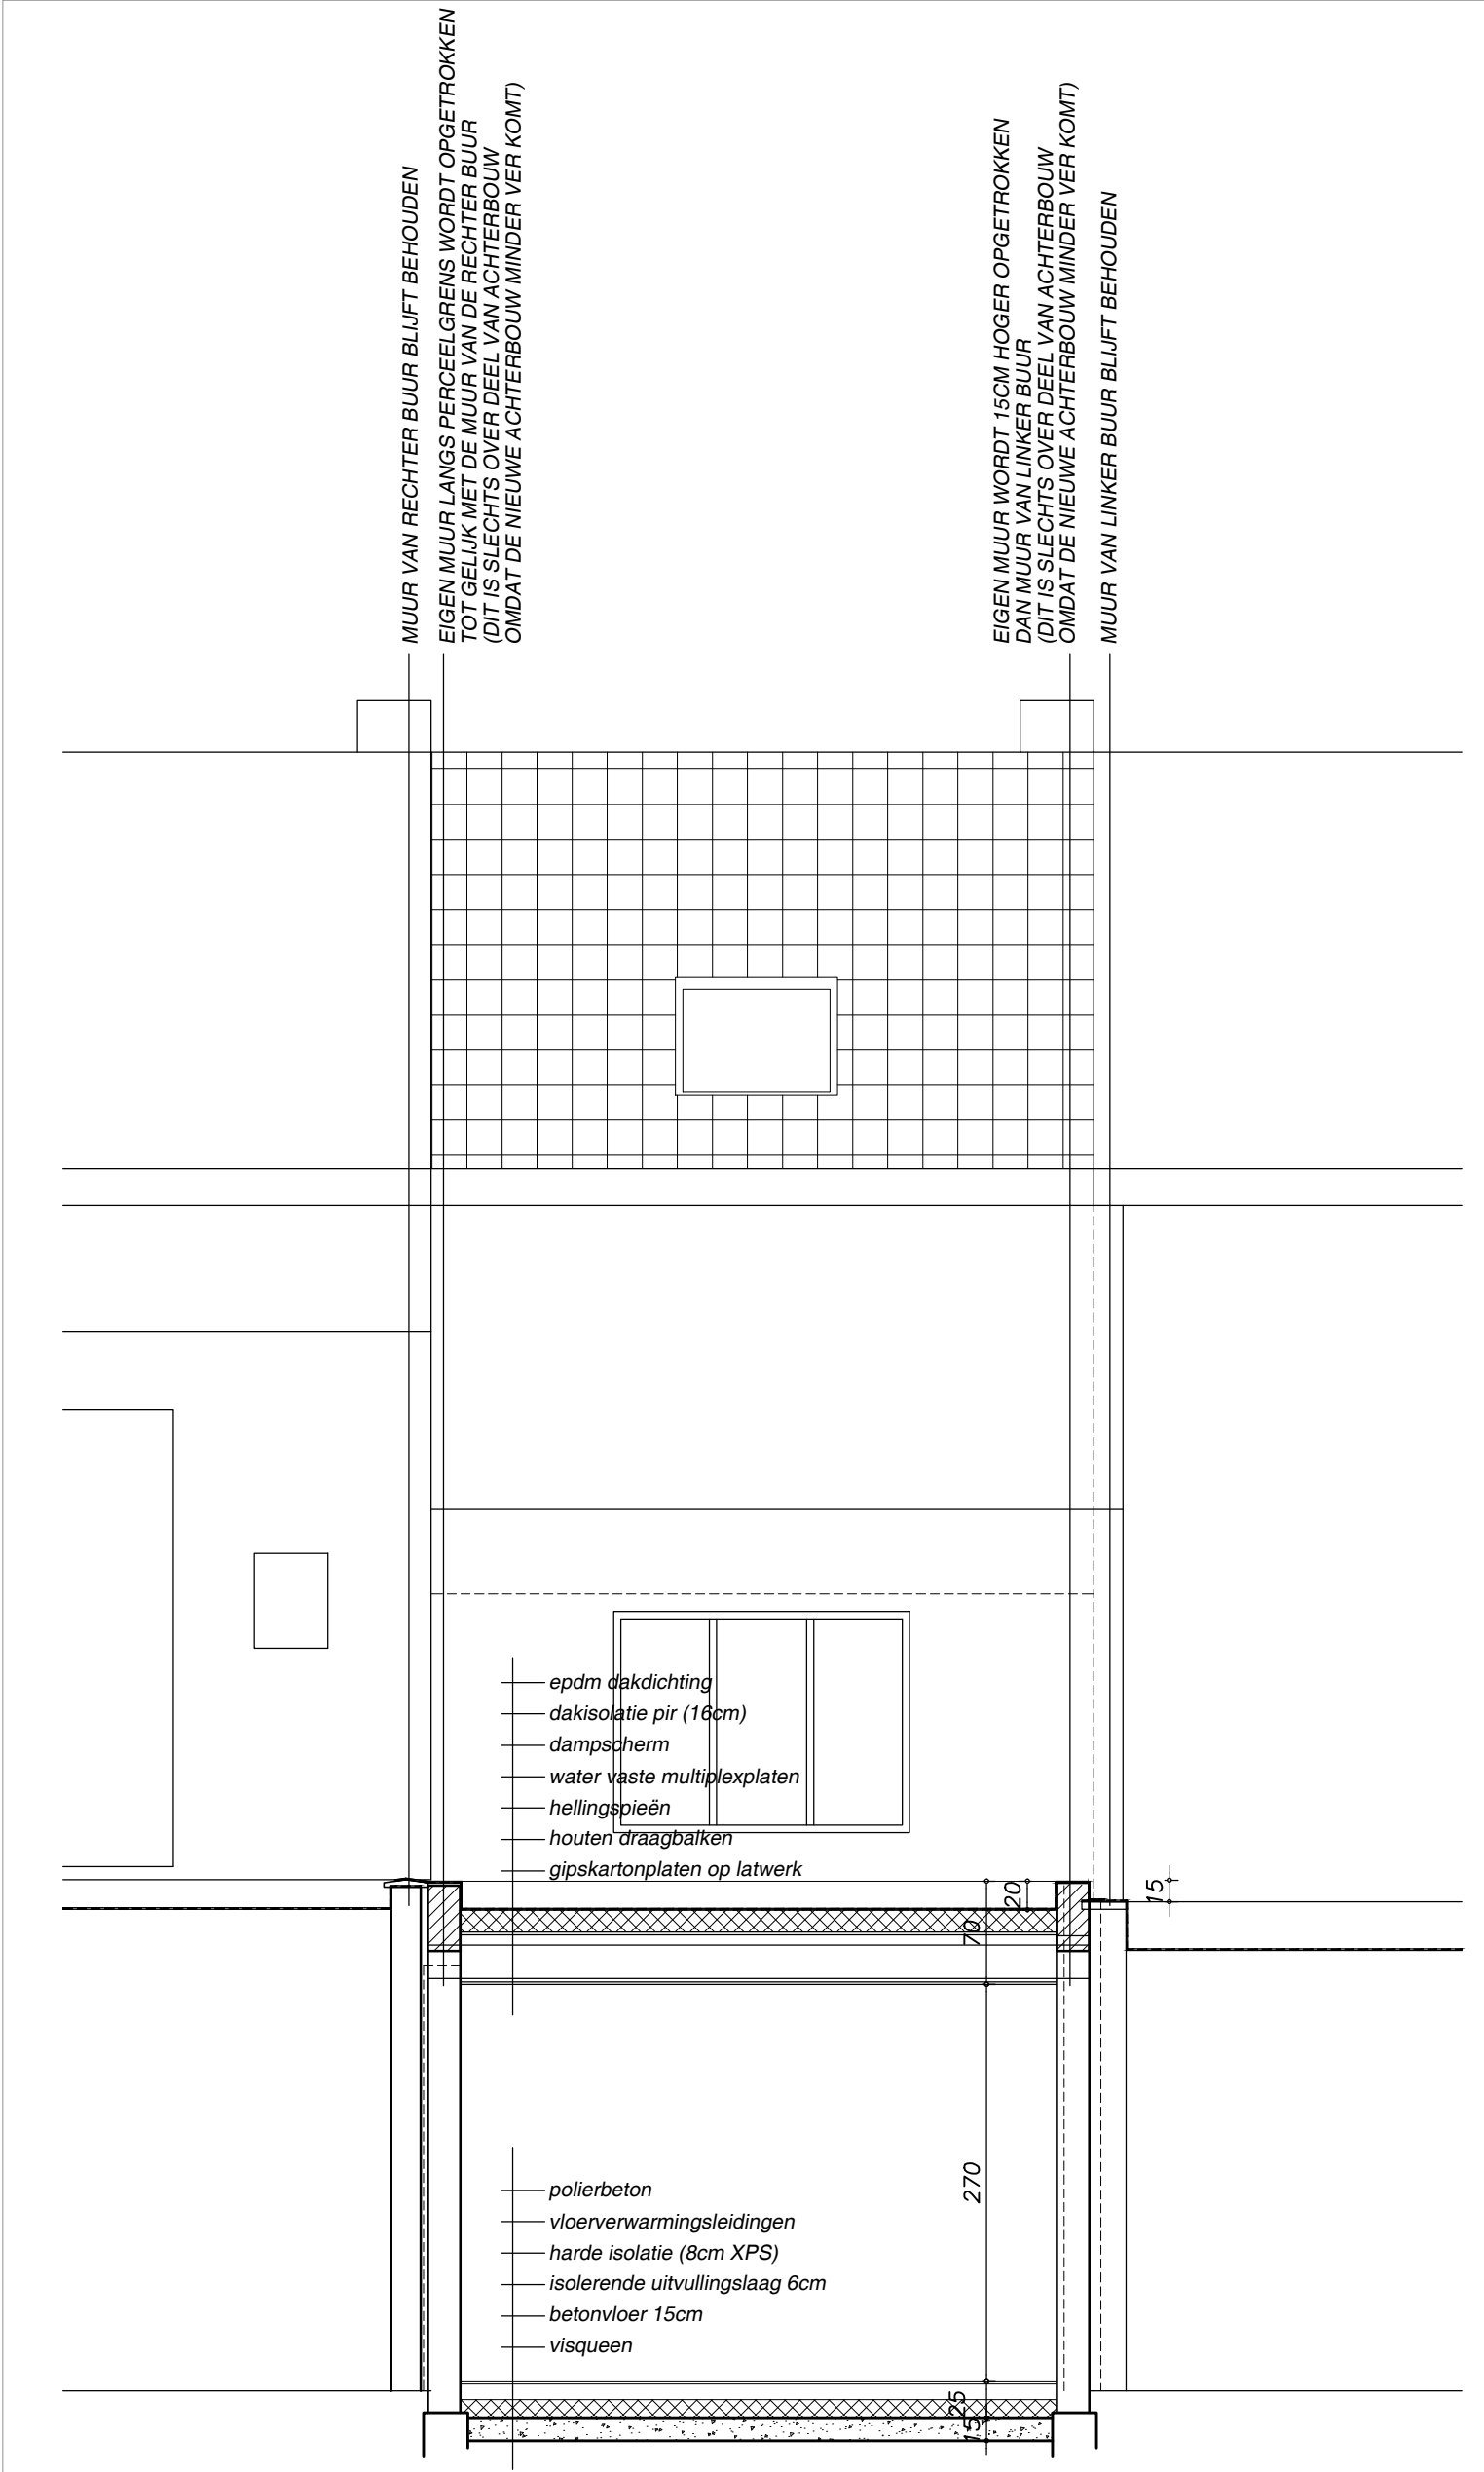 MUUR VAN RECHTER BUUR BLIJFT BEHOUDEN
EIGEN MUUR LANGS PERCEELGRENS WORDT OPGETROKKEN
TOT GELIJK MET DE MUUR VAN DE RECHTER BUUR
(DIT IS SLECHTS OVER DEEL VAN ACHTERBOUW
OMDAT DE NIEUWE ACHTERBOUW MINDER VER KOMT)
EIGEN MUUR WORDT 15CM HOGER OPGETROKKEN
DAN MUUR VAN LINKER BUUR
(DIT IS SLECHTS OVER DEEL VAN ACHTERBOUW
OMDAT DE NIEUWE ACHTERBOUW MINDER VER KOMT)
MUUR VAN LINKER BUUR BLIJFT BEHOUDEN
epdm dakdichting
dakisolatie pir (16cm)
dampscherm
water vaste multiplexplaten
hellingspieën
houten draagbalken
gipskartonplaten op latwerk
20
15
70
270
polierbeton
vloerverwarmingsleidingen
harde isolatie (8cm XPS)
isolerende uitvullingslaag 6cm
betonvloer 15cm
visqueen
25
15